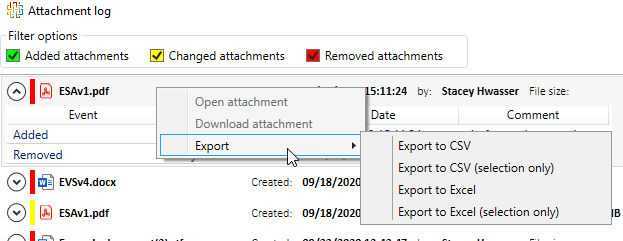 Attachment log
Filter options
Added attachments Changed attachments Removed attachments
ESAv1.pdf 15:11:24 by: Stacey Hwasser File size:
Event Date Comment
Added
Removed
Open attachment
Download attachment
Export
Export to CSV
Export to CSV (selection only)
Export to Excel
Export to Excel (selection only)
EVSv4.docx Created: 09/18/2020
ESAv1.pdf Created: 09/18/2020 MB